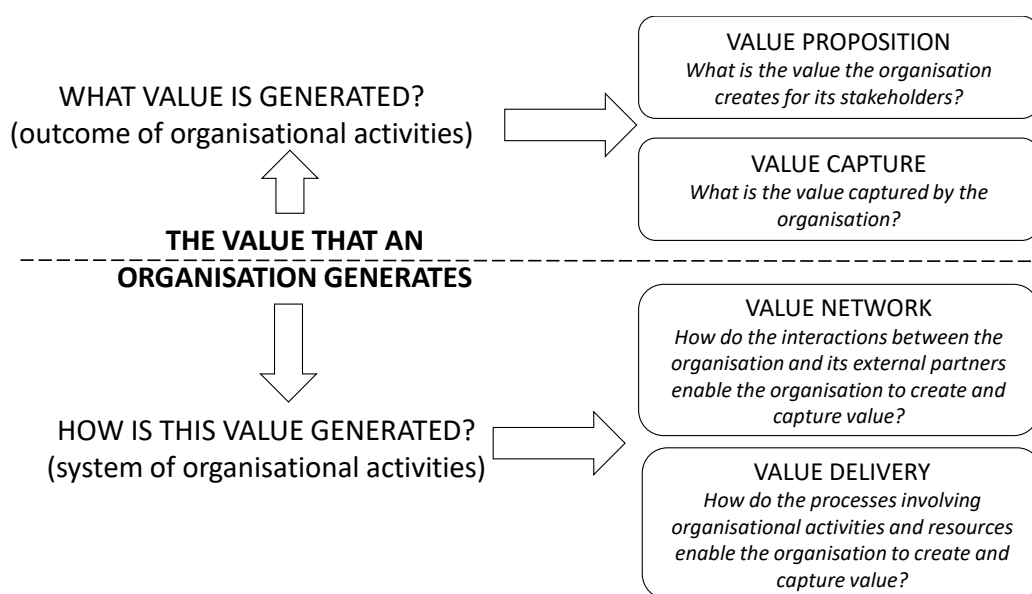 VALUE PROPOSITION
What is the value the organisation
creates for its stakeholders?
WHAT VALUE IS GENERATED?
(outcome of organisational activities)
VALUE CAPTURE
What is the value captured by the
organisation?
THE VALUE THAT AN
ORGANISATION GENERATES
VALUE NETWORK
How do the interactions between the
organisation and its external partners
enable the organisation to create and
capture value?
HOW IS THIS VALUE GENERATED?
(system of organisational activities)
VALUE DELIVERY
How do the processes involving
organisational activities and resources
enable the organisation to create and
capture value?